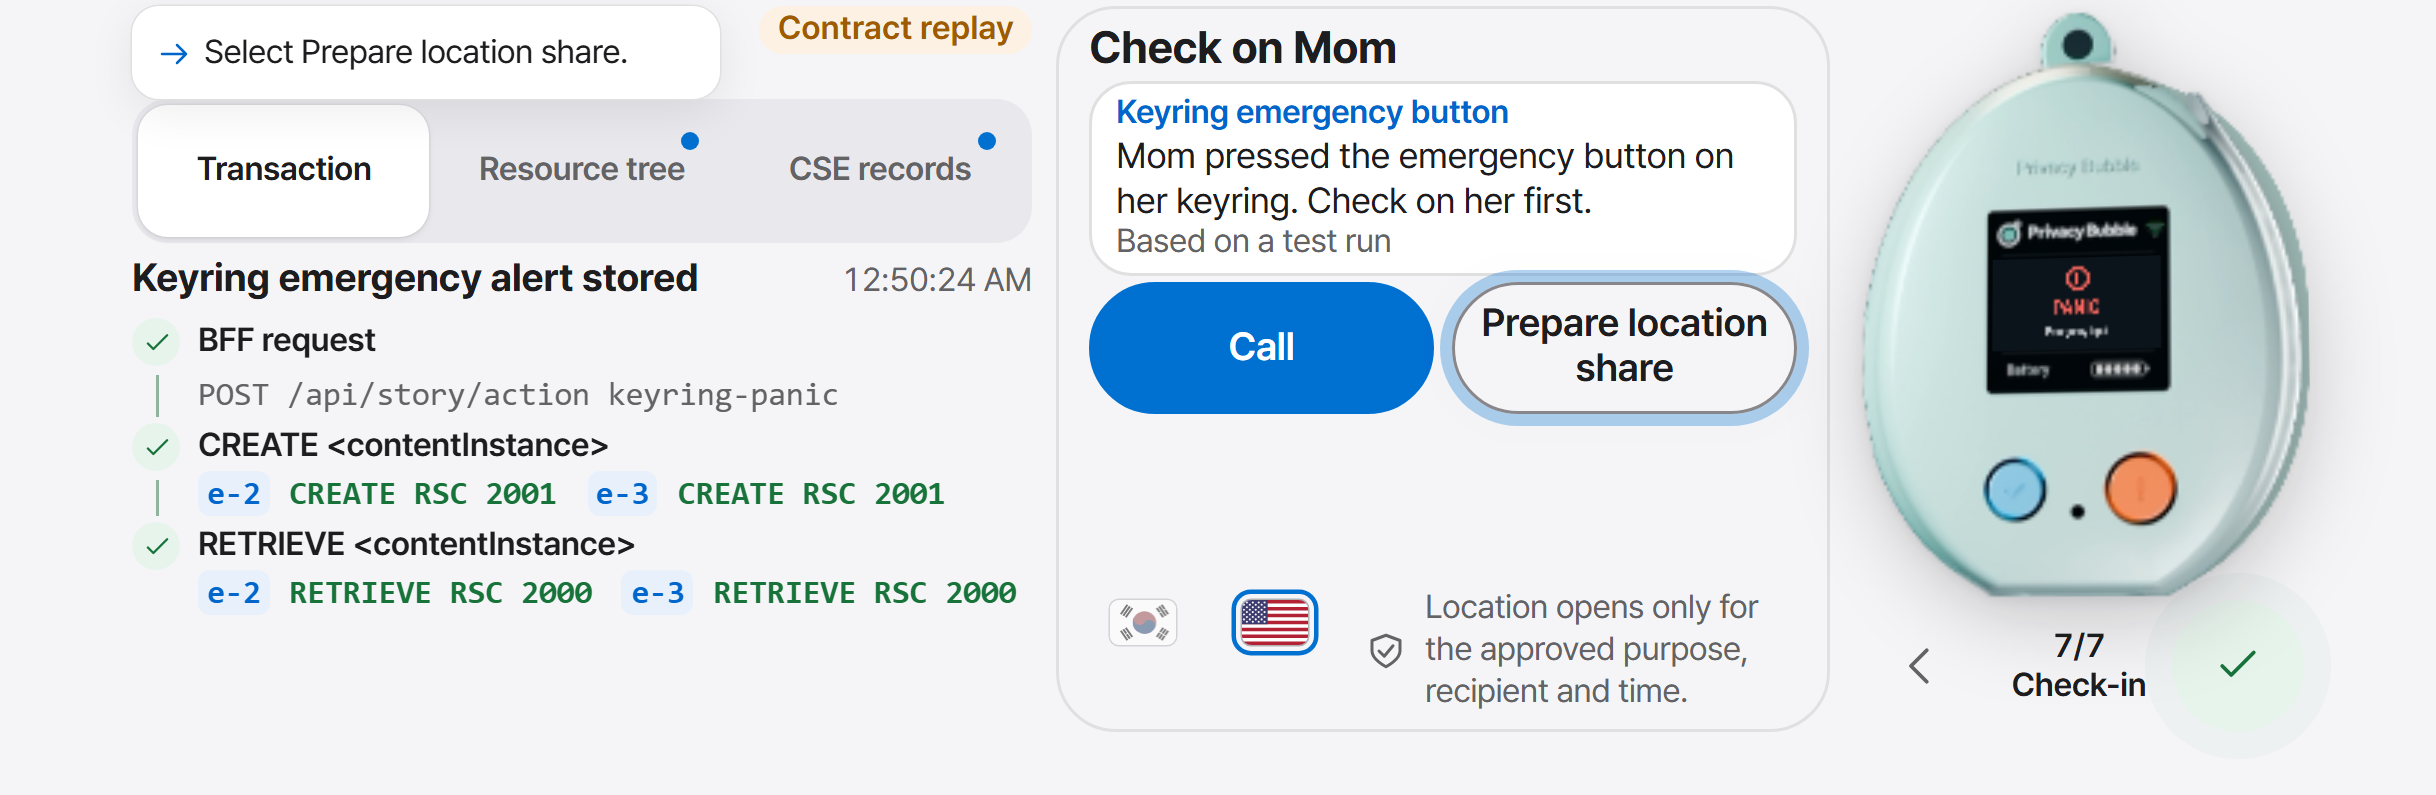 Select Prepare location share.
Contract replay
Transaction
Resource tree
CSE records
Keyring emergency alert stored
12:50:24 AM
BFF request
POST /api/story/action keyring-panic
CREATE <contentInstance>
e-2 CREATE RSC 2001 e-3 CREATE RSC 2001
RETRIEVE <contentInstance>
e-2 RETRIEVE RSC 2000 e-3 RETRIEVE RSC 2000
Check on Mom
Keyring emergency button
Mom pressed the emergency button on
her keyring. Check on her first.
Based on a test run
Call
Prepare location
share
Location opens only for
the approved purpose,
recipient and time.
Privacy Bubble
Privacy Bubble
PANIC
Battery
7/7
Check-in